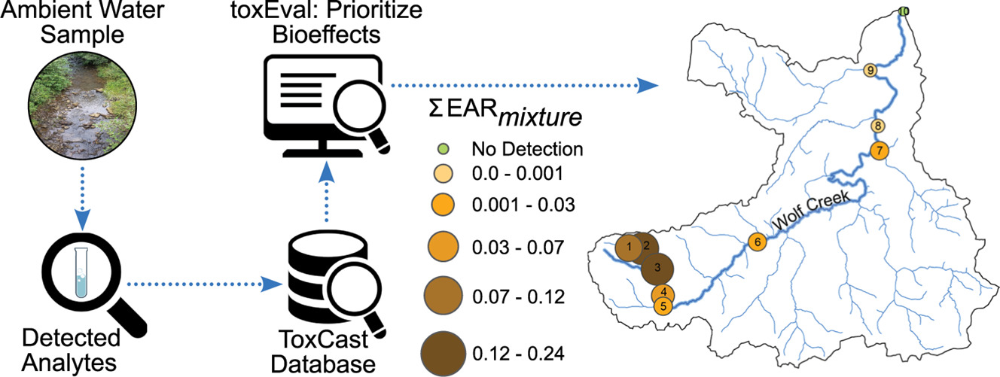 Ambient Water
Sample
toxEval: Prioritize
Bioeffects
Detected
Analytes
ToxCast
Database
ΣEARmixture
No Detection
0.0 - 0.001
0.001 - 0.03
0.03 - 0.07
0.07 - 0.12
0.12 - 0.24
9
8
7
Wolf Creek
6
1
2
3
4
5